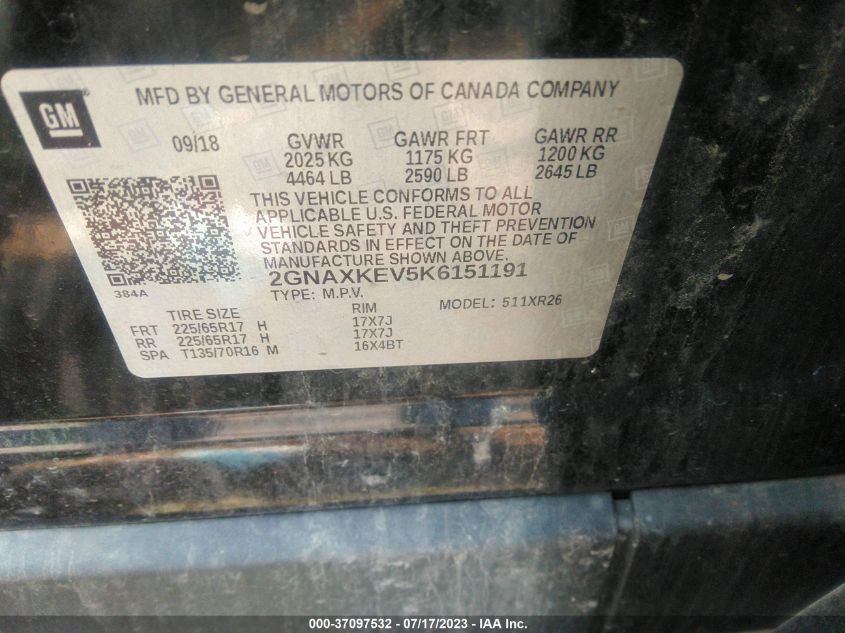 GM
MFD BY GENERAL MOTORS OF CANADA COMPANY
09/18 GVWR GAWR FRT GAWR RR
2025 KG 1175 KG 1200 KG
4464 LB 2590 LB 2645 LB
THIS VEHICLE CONFORMS TO ALL
APPLICABLE U.S. FEDERAL MOTOR
VEHICLE SAFETY AND THEFT PREVENTION
STANDARDS IN EFFECT ON THE DATE OF
MANUFACTURE SHOWN ABOVE.
2GNAXKEV5K6151191
384A TYPE: M.P.V. MODEL: 511XR26
TIRE SIZE RIM
FRT 225/65R17 H 17X7J
RR 225/65R17 H 17X7J
SPA T135/70R16 M 16X4BT
000-37097532 - 07/17/2023 - IAA Inc.